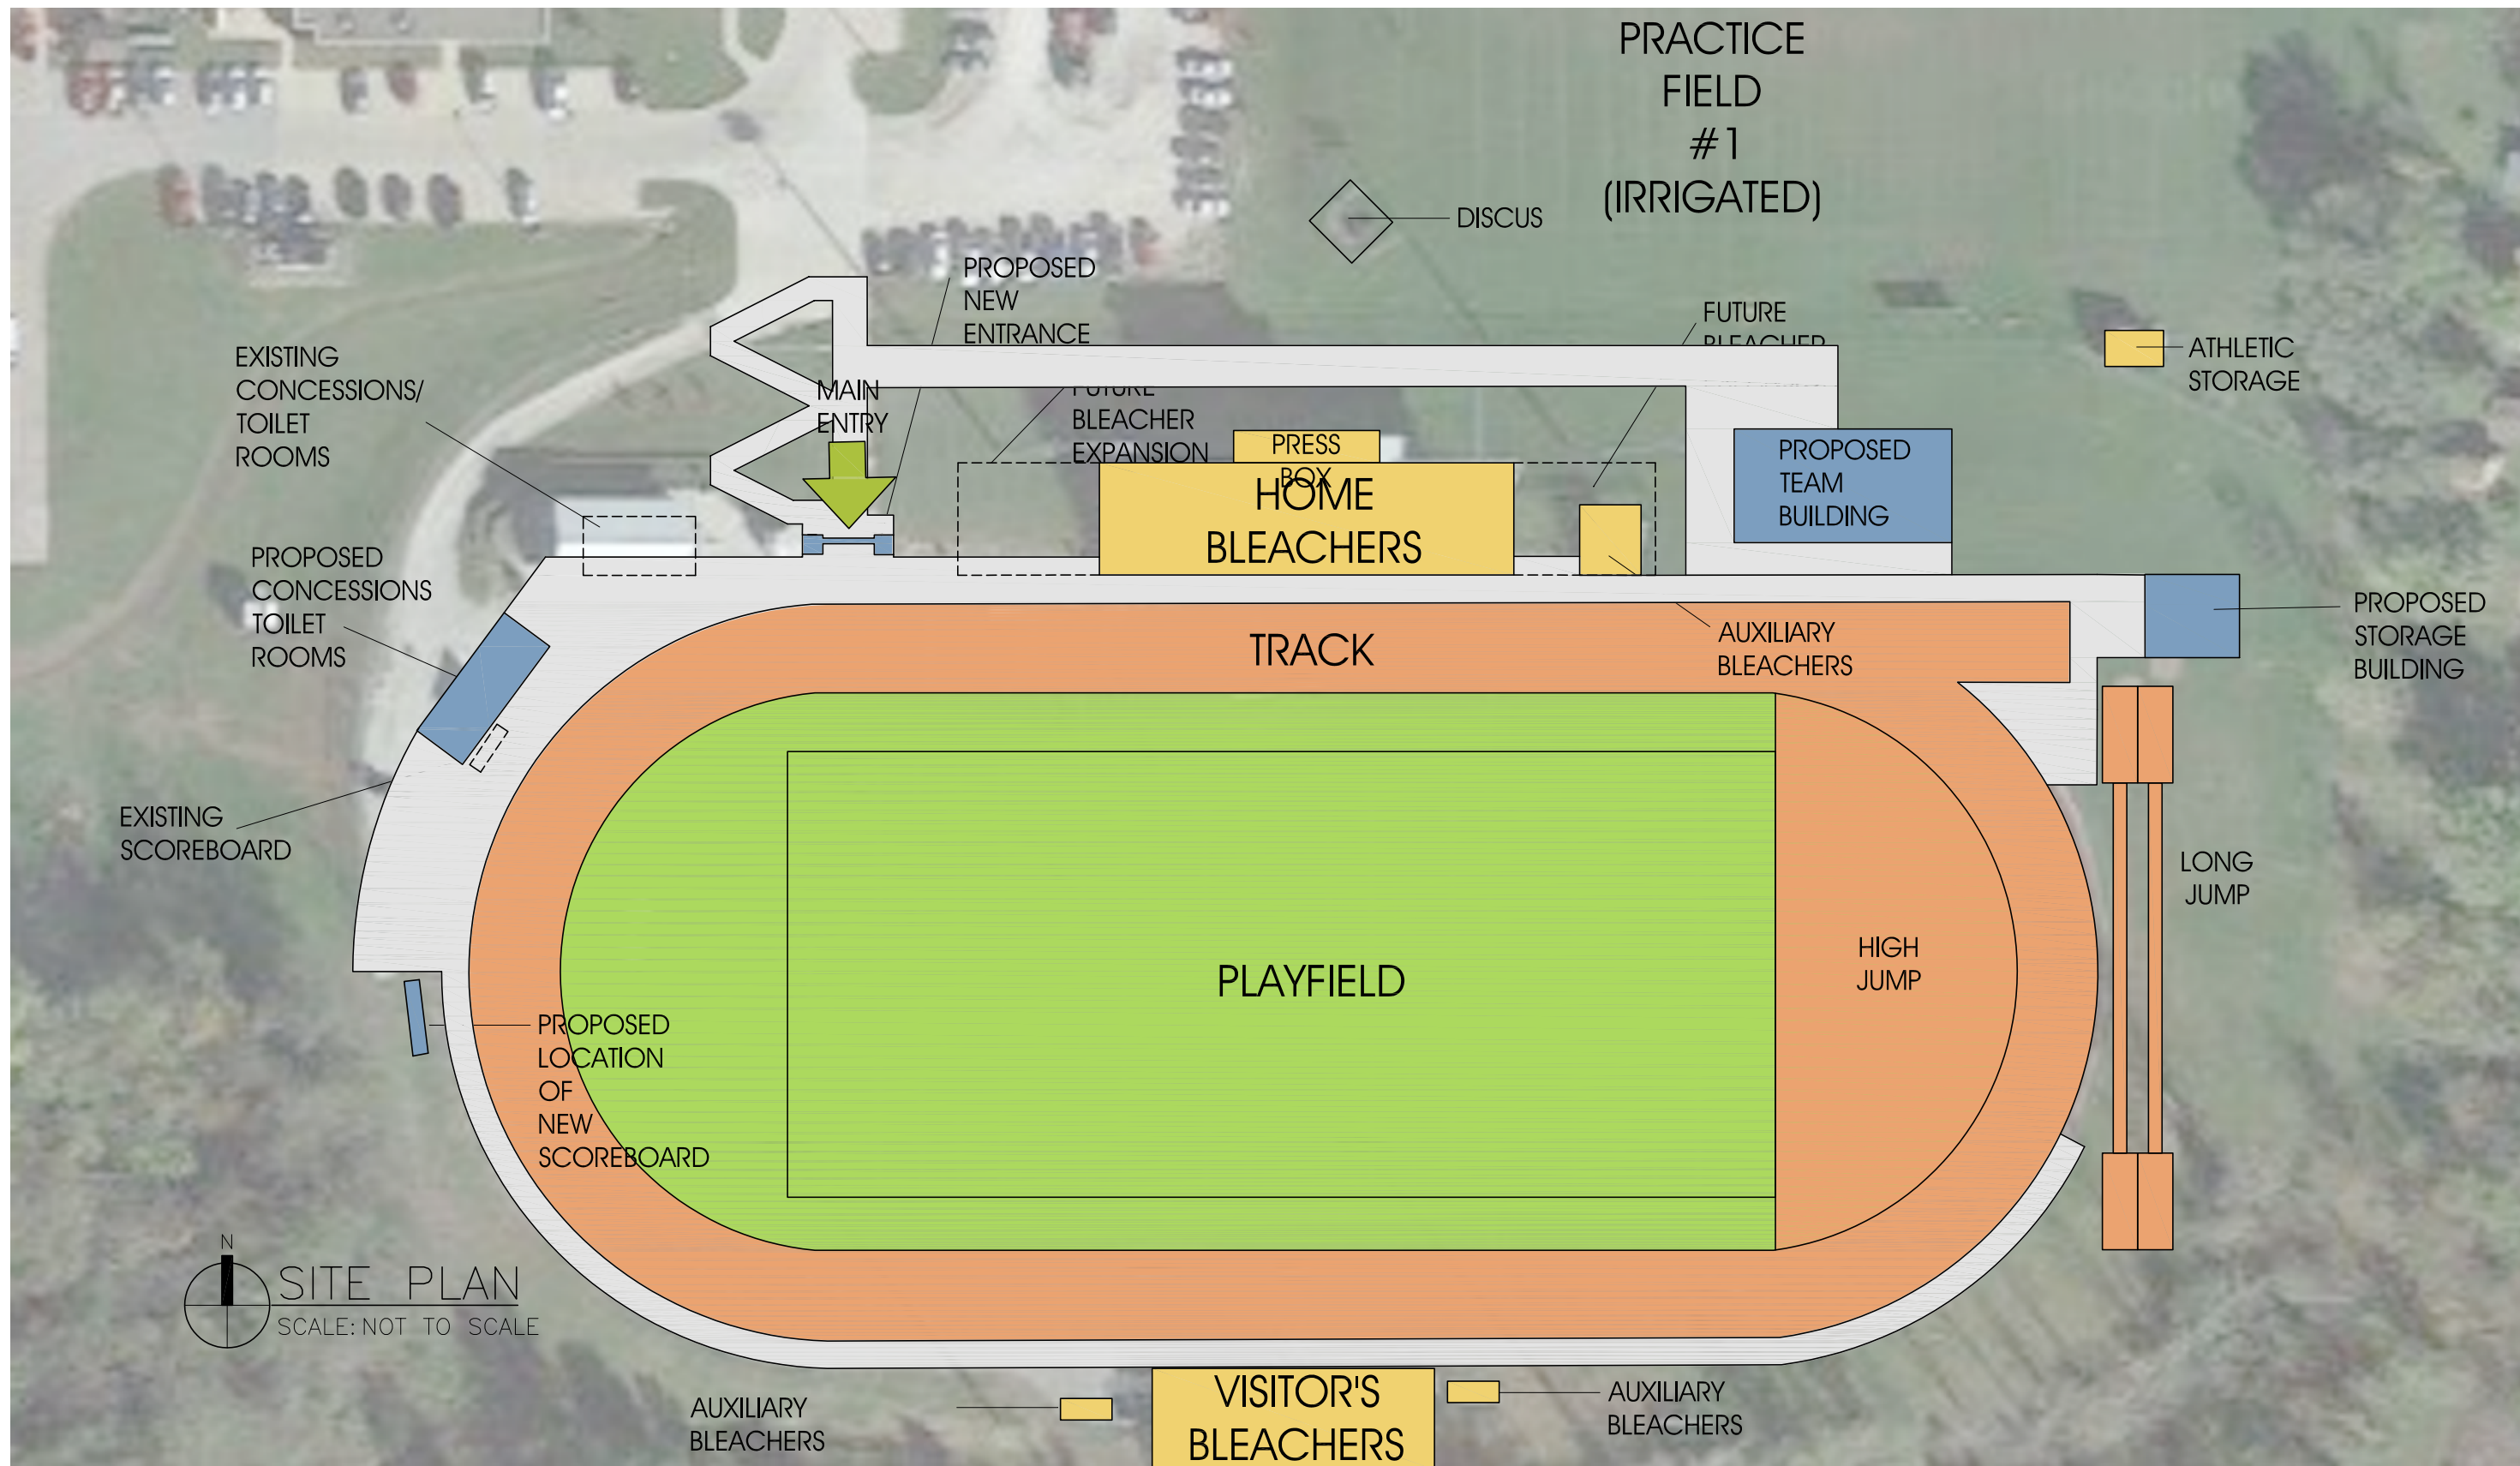 PRACTICE
FIELD
#1
(IRRIGATED)
DISCUS
PROPOSED
NEW
ENTRANCE
FUTURE
BLEACHER
ATHLETIC
STORAGE
EXISTING
CONCESSIONS/
TOILET
ROOMS
MAIN
ENTRY
FUTURE
BLEACHER
EXPANSION
PRESS
BOX
HOME
BLEACHERS
PROPOSED
TEAM
BUILDING
PROPOSED
CONCESSIONS
TOILET
ROOMS
TRACK
AUXILIARY
BLEACHERS
PROPOSED
STORAGE
BUILDING
EXISTING
SCOREBOARD
LONG
JUMP
HIGH
JUMP
PLAYFIELD
PROPOSED
LOCATION
OF
NEW
SCOREBOARD
N
SITE PLAN
SCALE: NOT TO SCALE
AUXILIARY
BLEACHERS
VISITOR'S
BLEACHERS
AUXILIARY
BLEACHERS